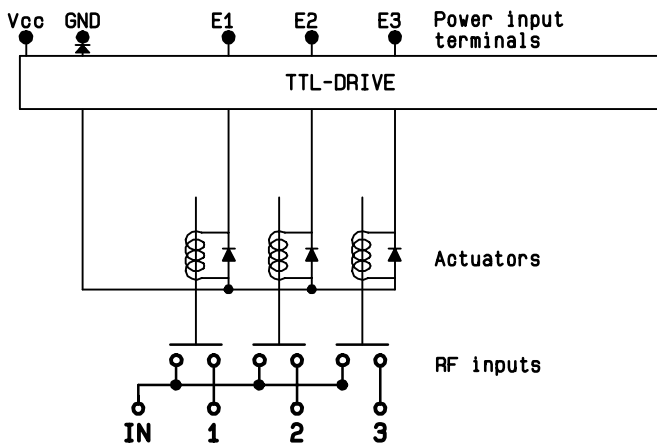 Vcc GND E1 E2 E3 Power input
terminals
TTL-DRIVE
Actuators
RF inputs
IN 1 2 3